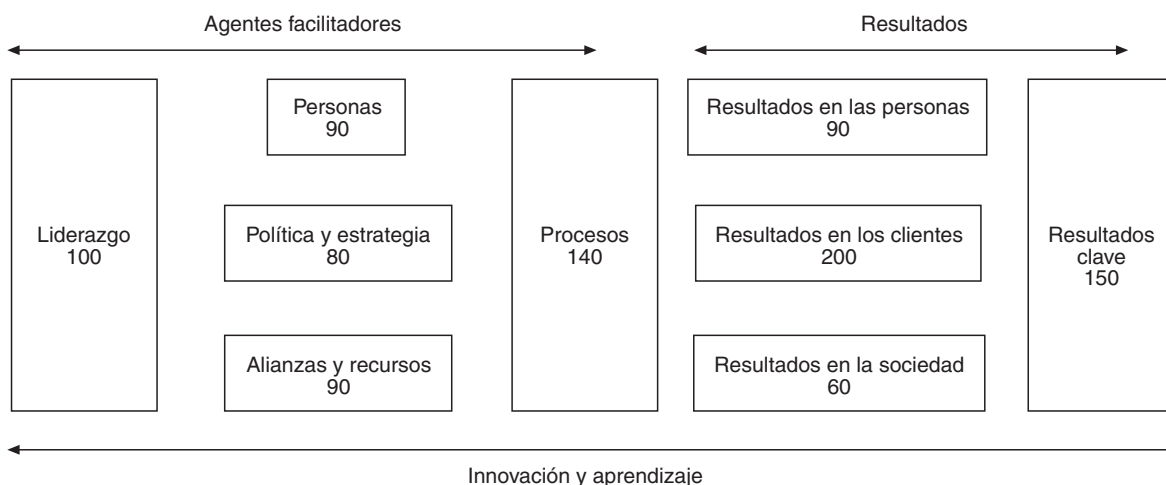 Agentes facilitadores
Resultados
Liderazgo
100
Personas
90
Política y estrategia
80
Alianzas y recursos
90
Procesos
140
Resultados en las personas
90
Resultados en los clientes
200
Resultados en la sociedad
60
Resultados
clave
150
Innovación y aprendizaje